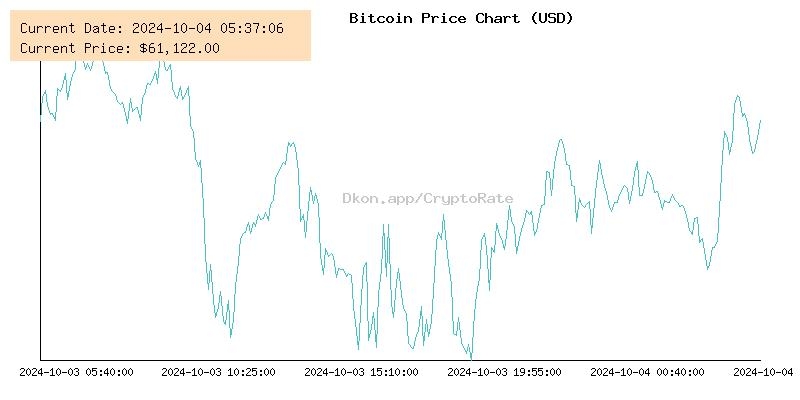 Bitcoin Price Chart (USD)
Current Date: 2024-10-04 05:37:06
Current Price: $61,122.00
Dkon.app/CryptoRate
2024-10-03 05:40:00 2024-10-03 10:25:00 2024-10-03 15:10:00 2024-10-03 19:55:00 2024-10-04 00:40:00 2024-10-04